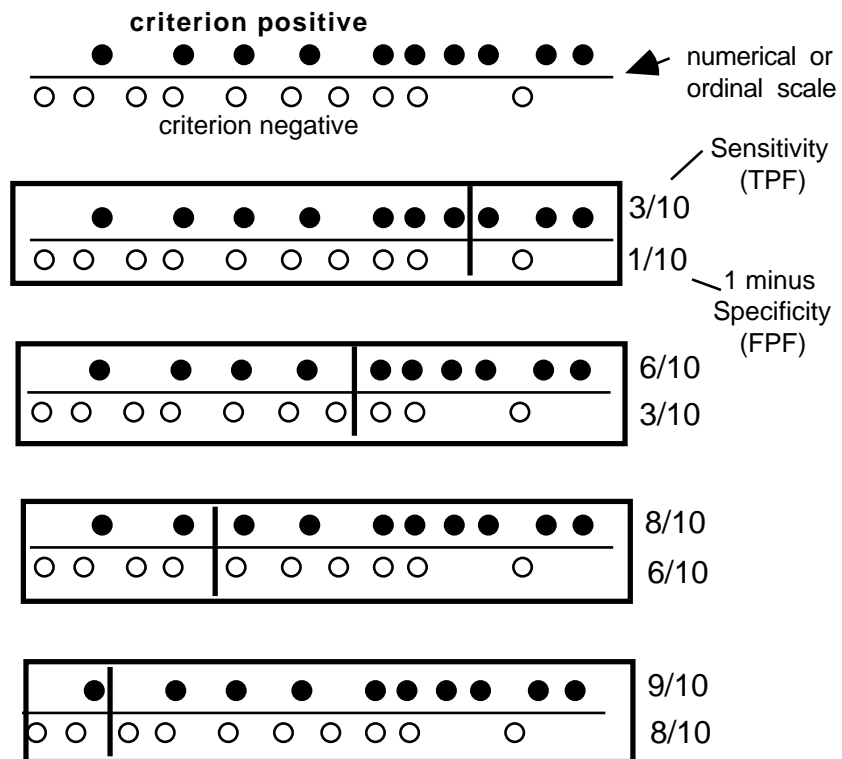 criterion positive
numerical or
ordinal scale
criterion negative
Sensitivity
(TPF)
3/10
1/10
1 minus
Specificity
(FPF)
6/10
3/10
8/10
6/10
9/10
8/10